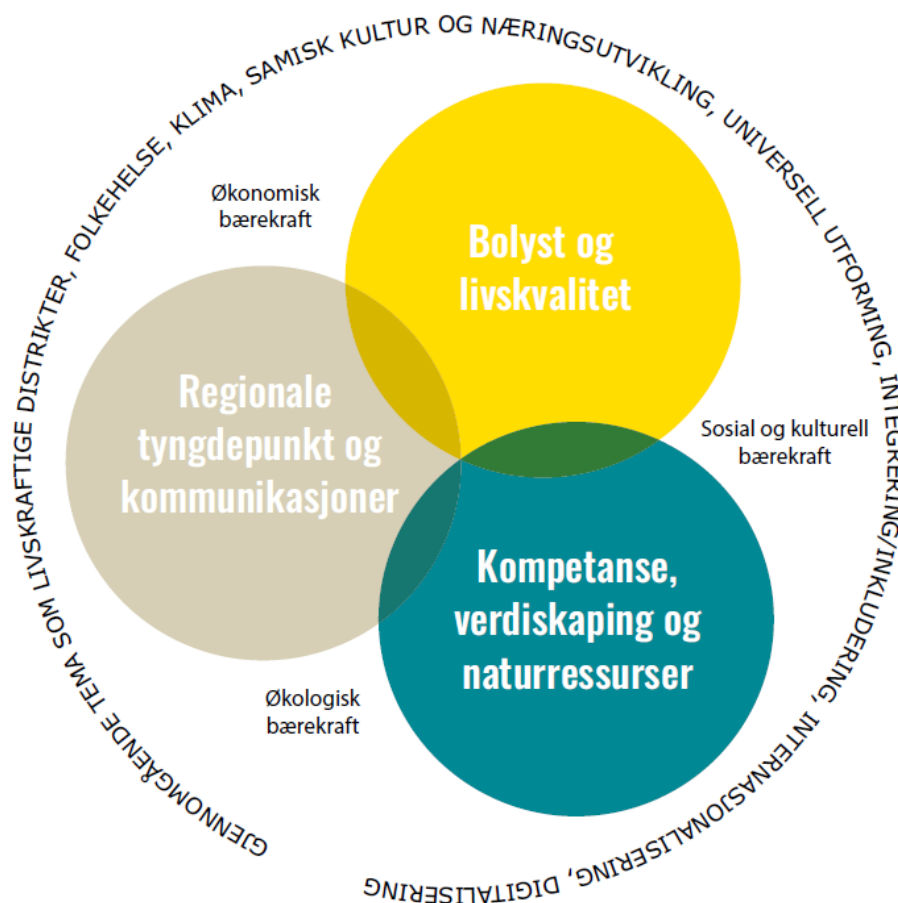 GJENNOMGÅENDE TEMA SOM LIVSKRAFTIGE DISTRIKTER, FOLKEHELSE, KLIMA, SAMISK KULTUR OG NÆRINGSUTVIKLING, UNIVERSELL UTFORMING, INTEGRERING/INKLUDERING, INTERNASJONALISERING, DIGITALISERING
Økonomisk
bærekraft
Bolyst og
livskvalitet
Regionale
tyngdepunkt og
kommunikasjoner
Sosial og kulturell
bærekraft
Kompetanse,
verdiskaping og
naturressurser
Økologisk
bærekraft